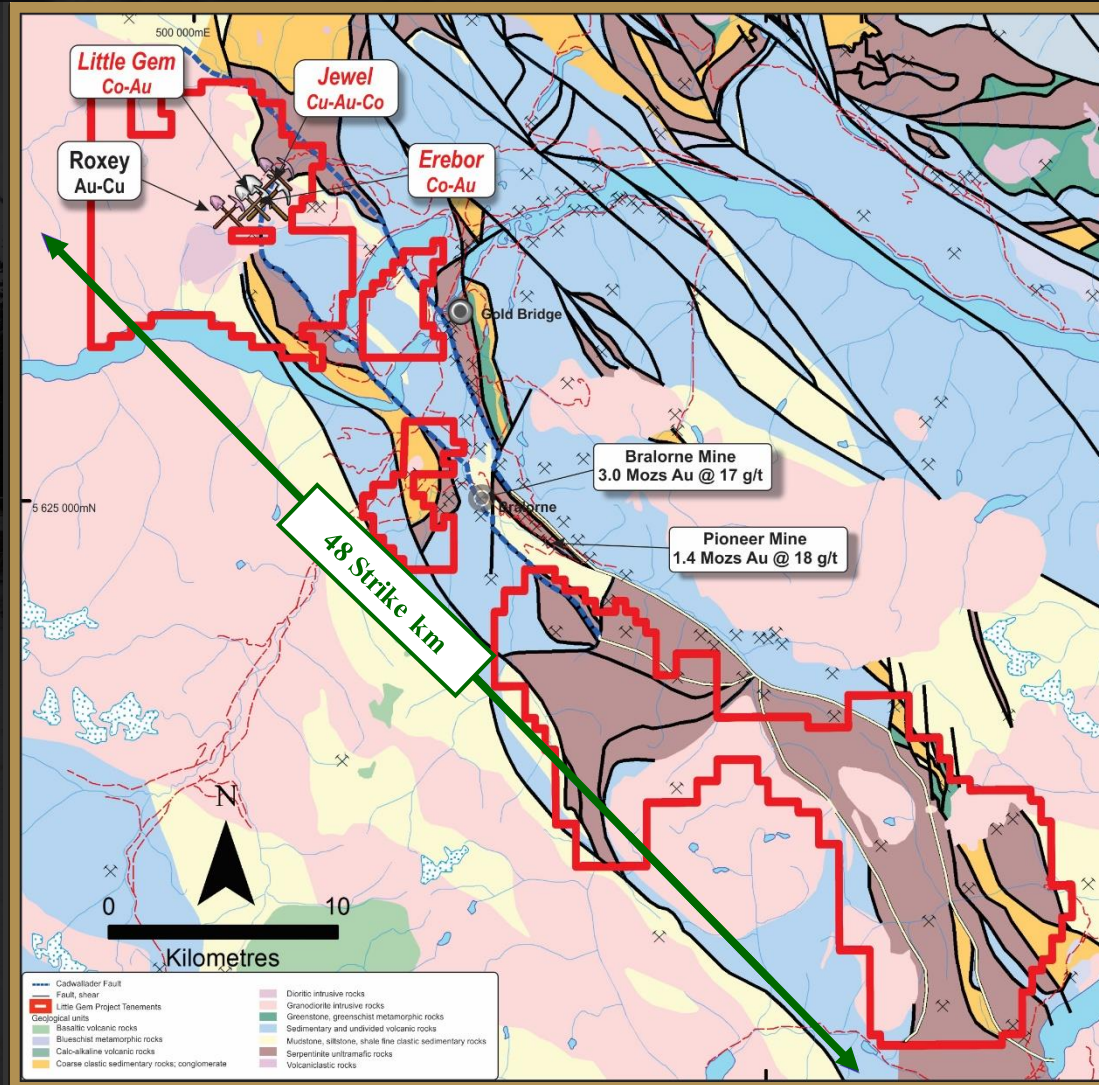 500 000mE
Little Gem
Co-Au
Jewel
Cu-Au-Co
Roxey
Au-Cu
Erebor
Co-Au
Gold Bridge
Bralorne Mine
3.0 Mozs Au @ 17 g/t
5 625 000mN
Bralorne
Pioneer Mine
1.4 Mozs Au @ 18 g/t
48 Strike km
N
0 10
Kilometres
Cadwallader Fault
Fault, shear
Little Gem Project Tenements
Geological units
Basaltic volcanic rocks
Blueschist metamorphic rocks
Calc-alkaline volcanic rocks
Coarse clastic sedimentary rocks; conglomerate
Dioritic intrusive rocks
Granodiorite intrusive rocks
Greenstone, greenschist metamorphic rocks
Sedimentary and undivided volcanic rocks
Mudstone, siltstone, shale fine clastic sedimentary rocks
Serpentinite unltramafic rocks
Volcaniclastic rocks